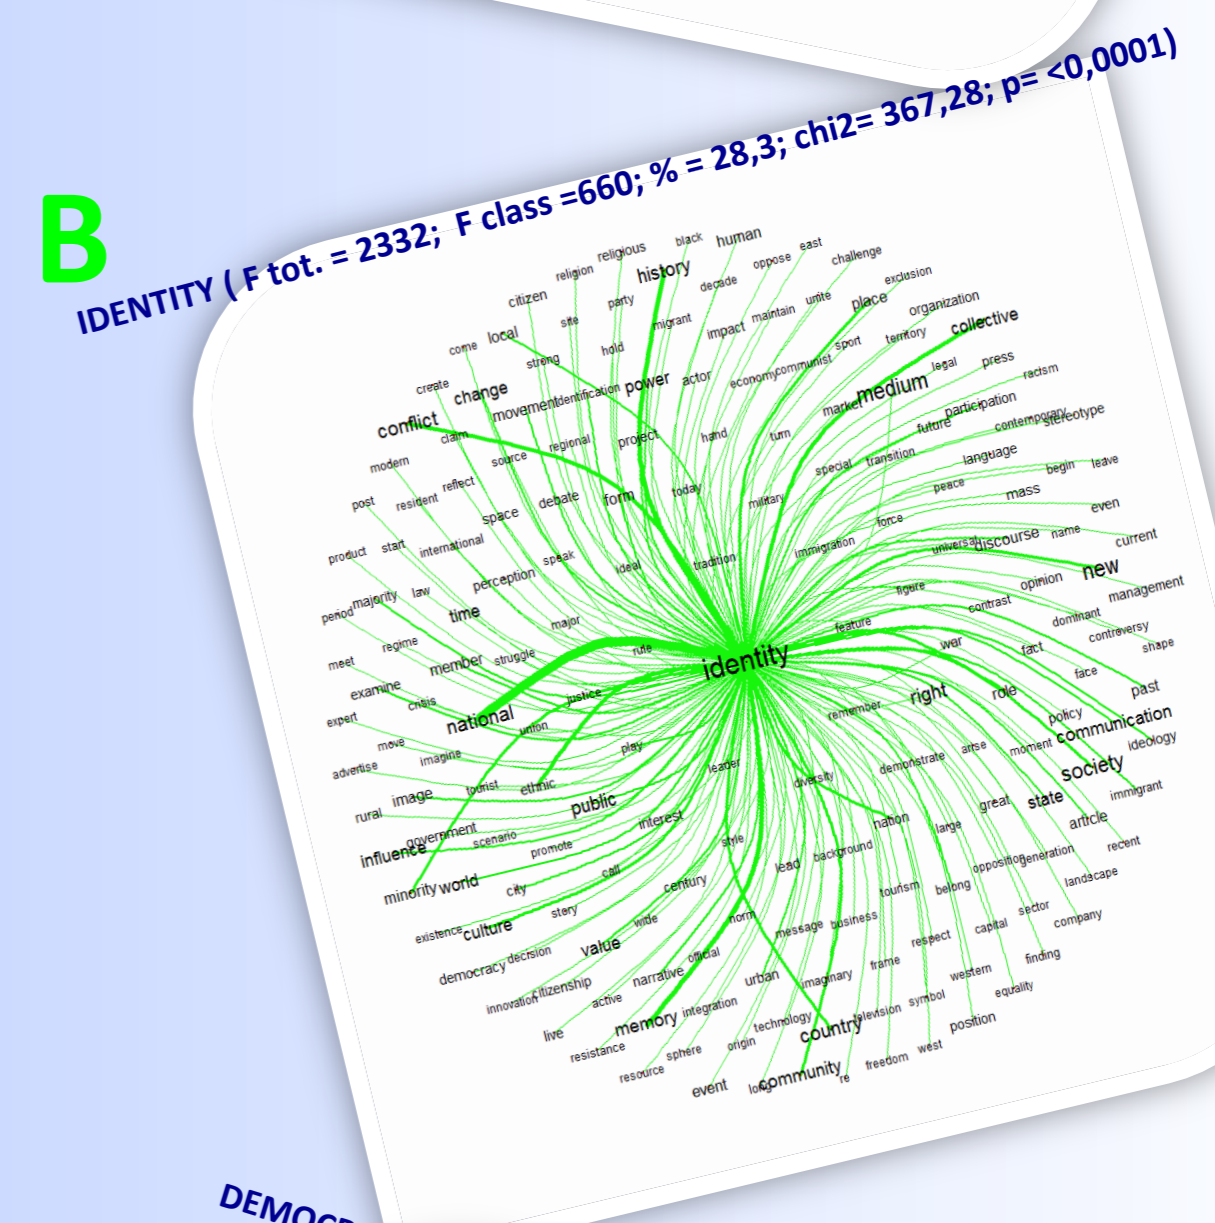 B
IDENTITY ( F tot. = 2332;  F class =660; % = 28,3; chi2= 367,28; p= <0,0001)
religious black human
religion history oppose east challenge
citizen party decade exclusion
site migrant maintain unite place organization
come local hold impact collective
strong sport territory
create economy communist legal press
change identification power actor racism
conflict movement market medium participation
claim regional project hand turn future contemporary stereotype
modern source special transition language
reflect begin leave
post resident debate form today military peace mass
space force even
product start international speak immigration universal discourse name current
ideal tradition
perception new
period majority law figure opinion management
time contrast dominant
major feature controversy
meet regime struggle rule identity war fact shape
member
examine crisis justice right role face past
expert national union remember policy
communication
move play demonstrate arise moment ideology
advertise imagine leader diversity society
tourist ethnic
rural image public great state immigrant
government interest nation large article
influence scenario promote style background opposition generation recent
minority world city call century lead landscape
tourism belong
existence culture story wide norm sector
message business capital company
democracy decision value official respect
narrative frame western finding
innovation citizenship active urban imaginary
integration symbol equality
live memory technology television
country position
resistance sphere origin west
resource community freedom
event long re
DEMOCR